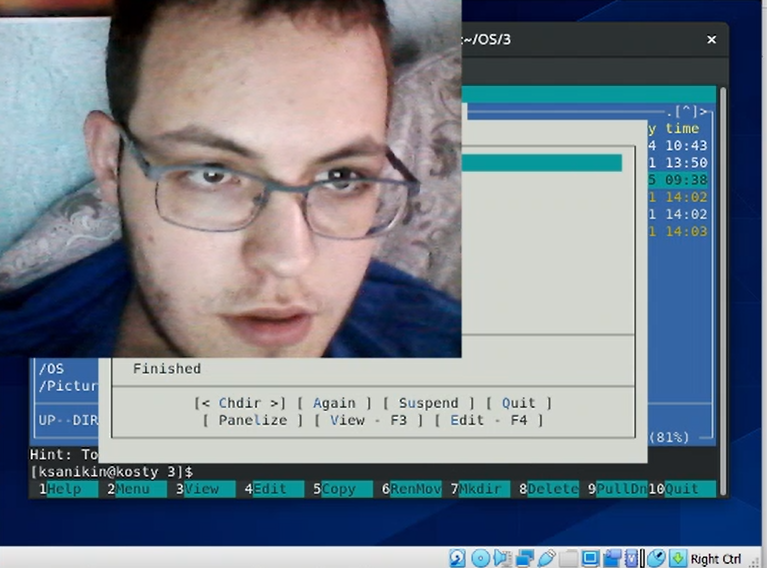 :~/OS/3
.[^]>
y time
4 10:43
1 13:50
5 09:38
1 14:02
1 14:02
1 14:03
/OS
/Pictur
Finished
[< Chdir >] [ Again ] [ Suspend ] [ Quit ]
[ Panelize ] [ View - F3 ] [ Edit - F4 ]
UP--DIR
(81%)
Hint: To
[ksanikin@kosty 3]$
1Help 2Menu 3View 4Edit 5Copy 6RenMov 7Mkdir 8Delete 9PullDn 10Quit
Right Ctrl